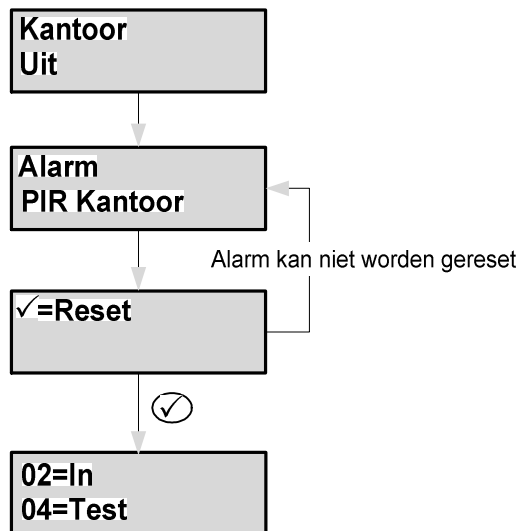 Kantoor
Uit
Alarm
PIR Kantoor
Alarm kan niet worden gereset
✓=Reset
✓
02=In
04=Test